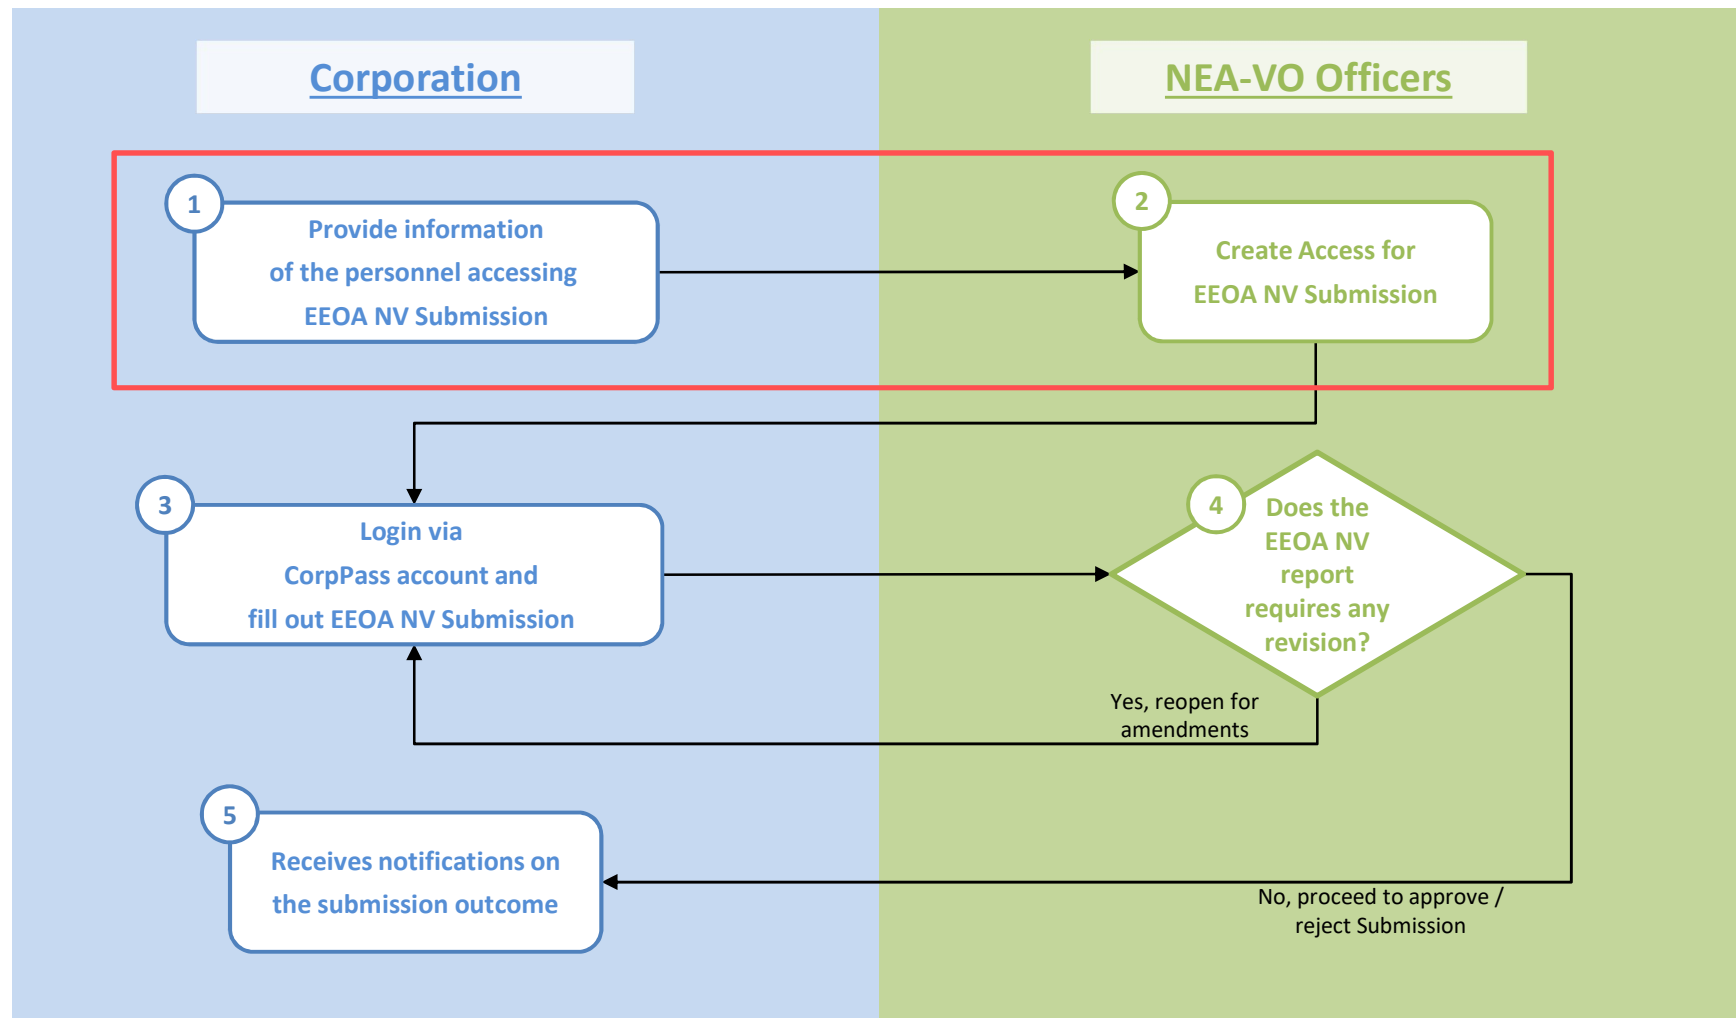 Corporation
NEA-VO Officers
1
Provide information
of the personnel accessing
EEOA NV Submission
2
Create Access for
EEOA NV Submission
3
Login via
CorpPass account and
fill out EEOA NV Submission
4
Does the
EEOA NV
report
requires any
revision?
Yes, reopen for
amendments
5
Receives notifications on
the submission outcome
No, proceed to approve /
reject Submission